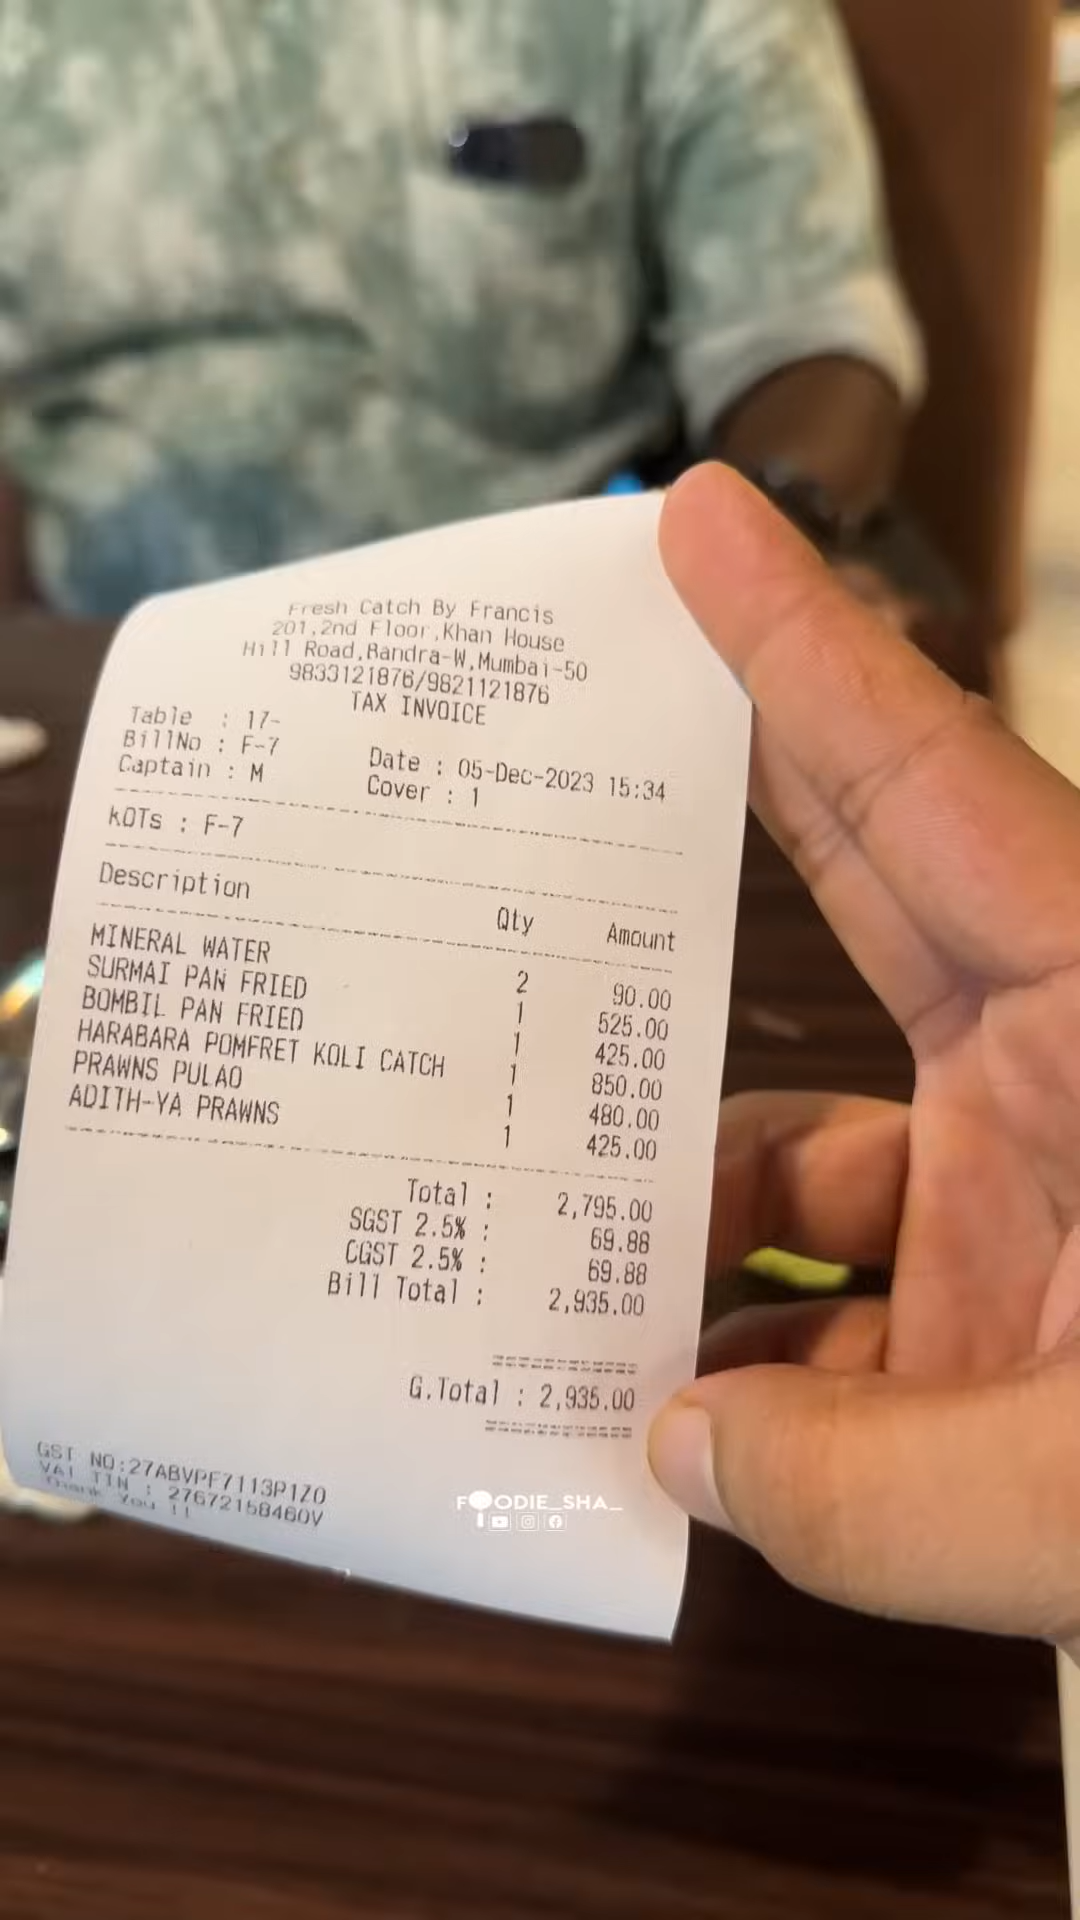 Fresh Catch By Francis
201,2nd Floor,Khan House
Hill Road,Bandra-W,Mumbai-50
9833121876/9821121876
TAX INVOICE
Table : 17-
BillNo : F-7 Date : 05-Dec-2023 15:34
Captain : M Cover : 1
kOTs : F-7
Description Qty Amount
MINERAL WATER 2 90.00
SURMAI PAN FRIED 1 525.00
BOMBIL PAN FRIED 1 425.00
HARABARA POMFRET KOLI CATCH 1 850.00
PRAWNS PULAO 1 480.00
ADITH-YA PRAWNS 1 425.00
Total : 2,795.00
SGST 2.5% : 69.88
CGST 2.5% : 69.88
Bill Total : 2,935.00
G.Total : 2,935.00
GST NO:27ABVPF7113P1ZO
VAT TIN : 27672158460V
Thank You !!
FOODIE_SHA_